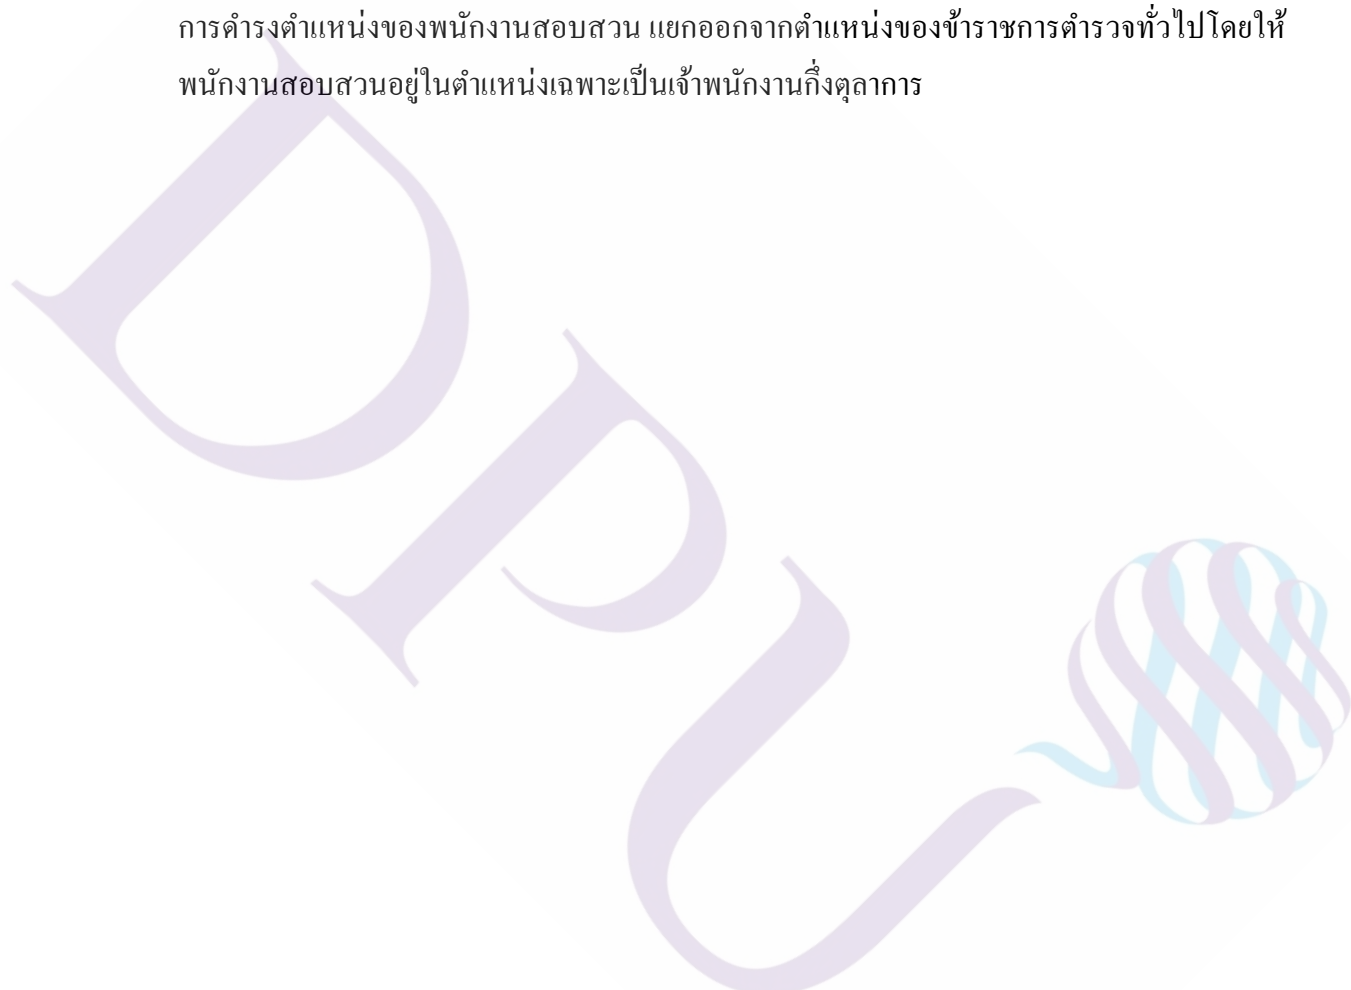 การดำรงตำแหน่งของพนักงานสอบสวน แยกออกจากตำแหน่งของข้าราชการตำรวจทั่วไปโดยให้
พนักงานสอบสวนอยู่ในตำแหน่งเฉพาะเป็นเจ้าพนักงานกึ่งตุลาการ
DPU